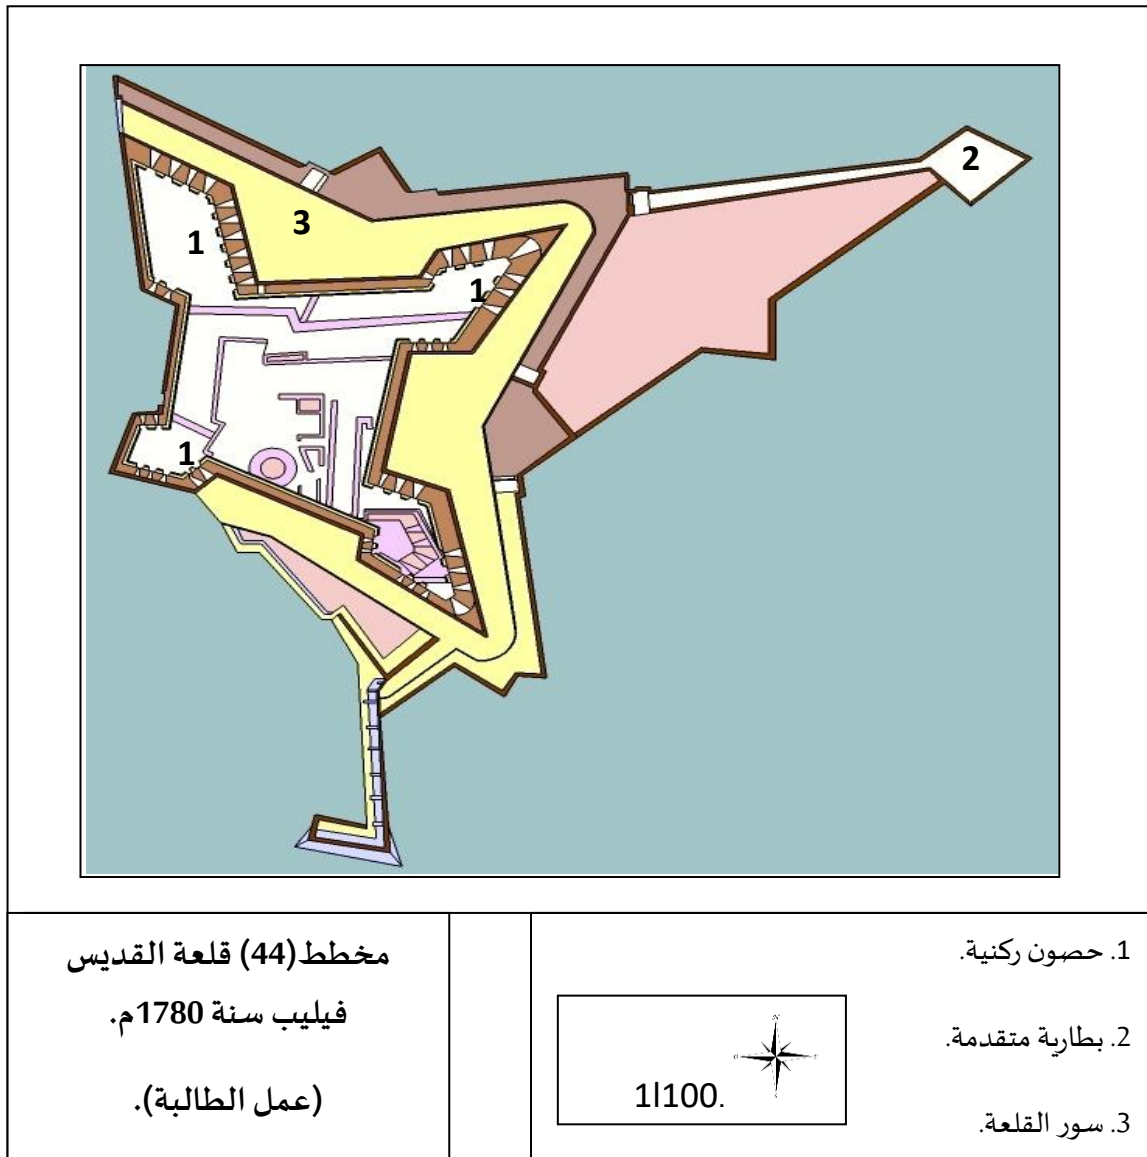 3
2
1
1
1
مخطط(44) قلعة القديس
فيليب سنة 1780م.
(عمل الطالبة).
1. حصون ركنية.
2. بطارية متقدمة.
3. سور القلعة.
1I100.